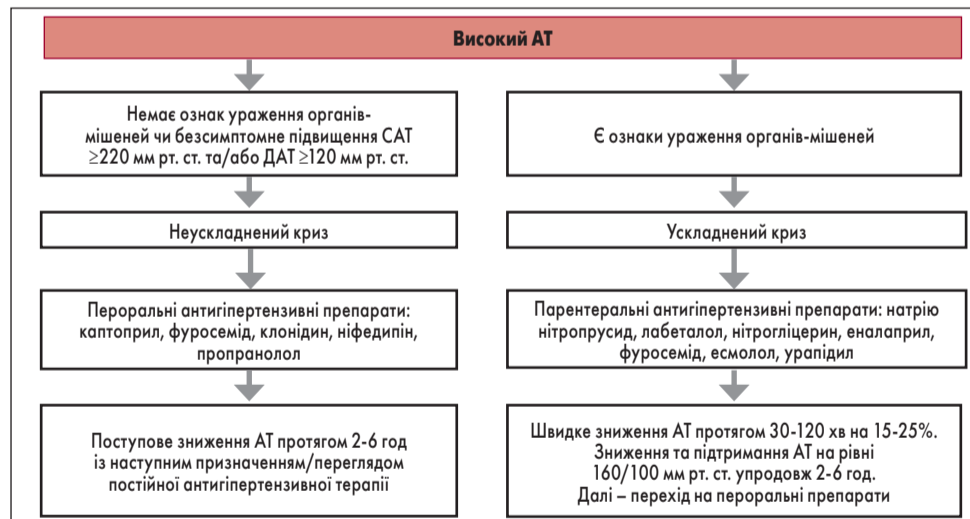 Високий АТ
Немає ознак ураження органів-
мішеней чи безсимптомне підвищення САТ
≥220 мм рт. ст. та/або ДАТ ≥120 мм рт. ст.
Є ознаки ураження органів-мішеней
Неускладнений криз
Ускладнений криз
Пероральні антигіпертензивні препарати:
каптоприл, фуросемід, клонідин, ніфедипін,
пропранолол
Парентеральні антигіпертензивні препарати: натрію
нітропрусид, лабеталол, нітрогліцерин, еналаприл,
фуросемід, есмолол, урапідил
Поступове зниження АТ протягом 2-6 год
із наступним призначенням/переглядом
постійної антигіпертензивної терапії
Швидке зниження АТ протягом 30-120 хв на 15-25%.
Зниження та підтримання АТ на рівні
160/100 мм рт. ст. упродовж 2-6 год.
Далі – перехід на пероральні препарати